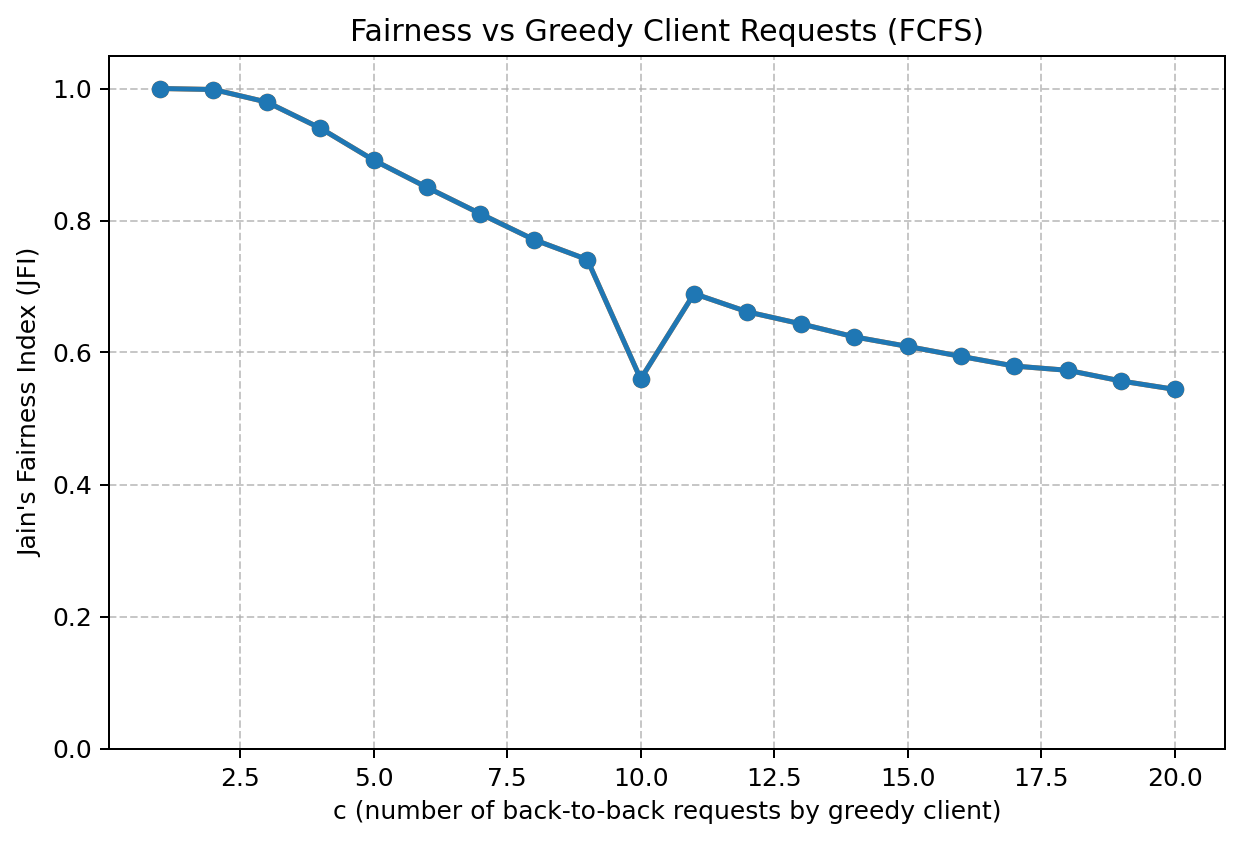 Fairness vs Greedy Client Requests (FCFS)
Jain's Fairness Index (JFI)
1.0
0.8
0.6
0.4
0.2
0.0
2.5 5.0 7.5 10.0 12.5 15.0 17.5 20.0
c (number of back-to-back requests by greedy client)